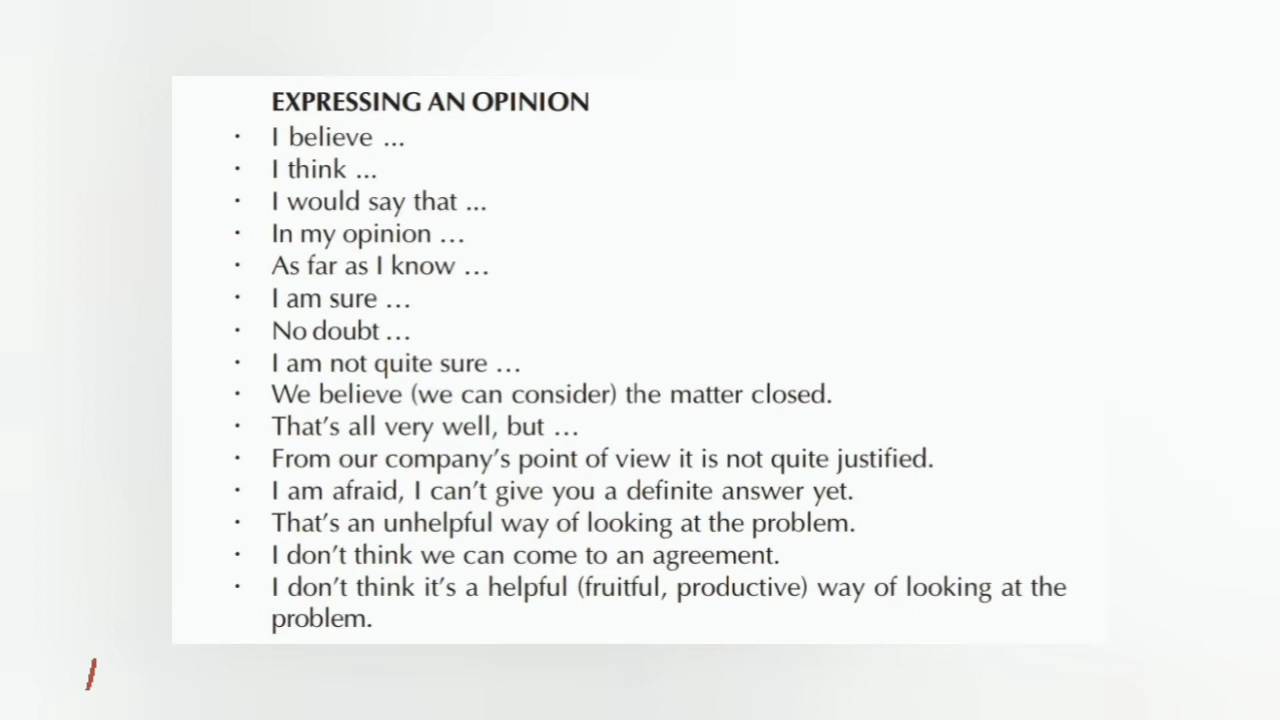 EXPRESSING AN OPINION
· I believe ...
· I think ...
· I would say that ...
· In my opinion …
· As far as I know …
· I am sure …
· No doubt …
· I am not quite sure …
· We believe (we can consider) the matter closed.
· That’s all very well, but …
· From our company’s point of view it is not quite justified.
· I am afraid, I can’t give you a definite answer yet.
· That’s an unhelpful way of looking at the problem.
· I don’t think we can come to an agreement.
· I don’t think it’s a helpful (fruitful, productive) way of looking at the
problem.